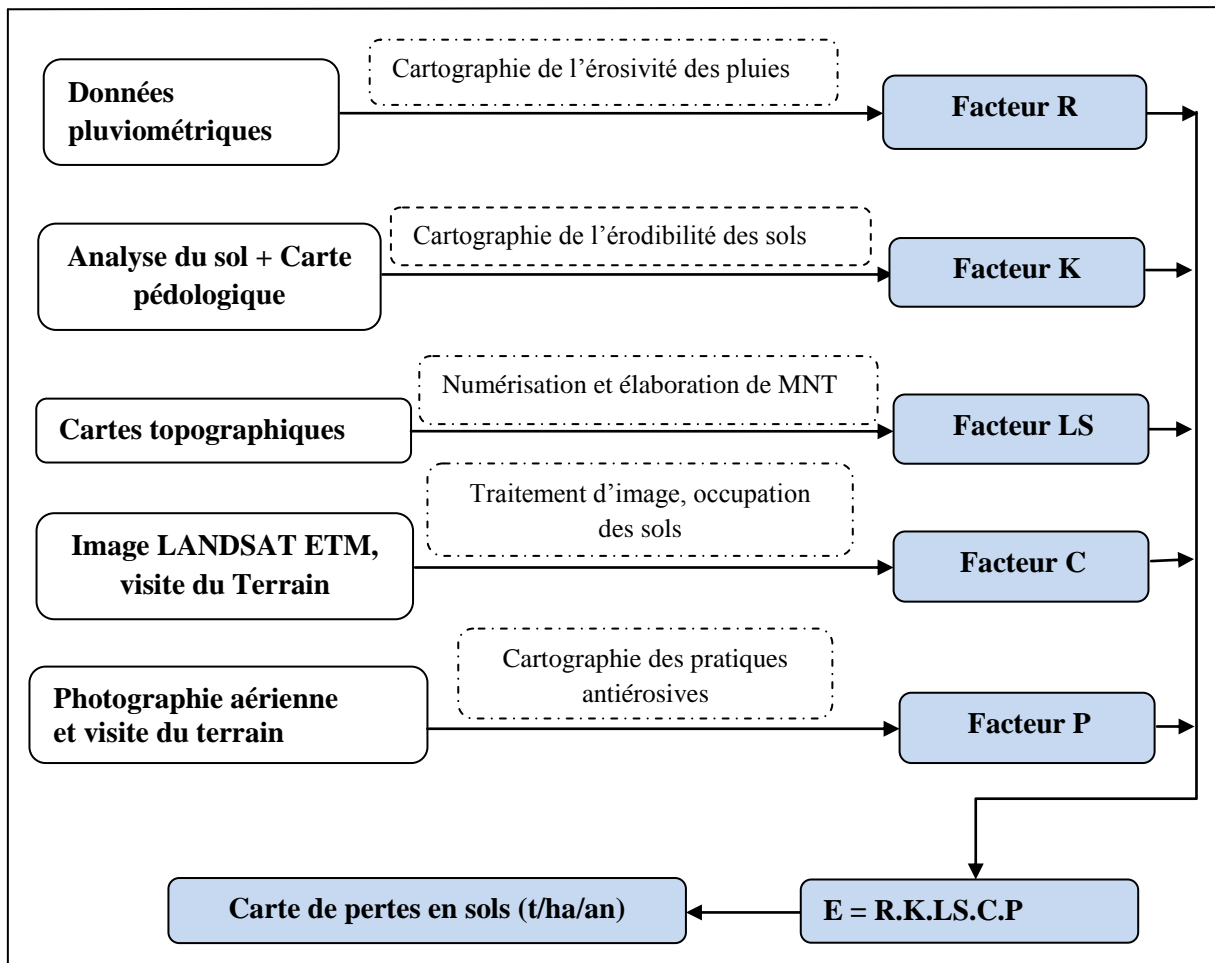 Cartographie de l’érosivité des pluies
Données
pluviométriques
Facteur R
Cartographie de l’érodibilité des sols
Analyse du sol + Carte
pédologique
Facteur K
Numérisation et élaboration de MNT
Cartes topographiques
Facteur LS
Traitement d’image, occupation
des sols
Image LANDSAT ETM,
visite du Terrain
Facteur C
Cartographie des pratiques
antiérosives
Photographie aérienne
et visite du terrain
Facteur P
Carte de pertes en sols (t/ha/an)
E = R.K.LS.C.P